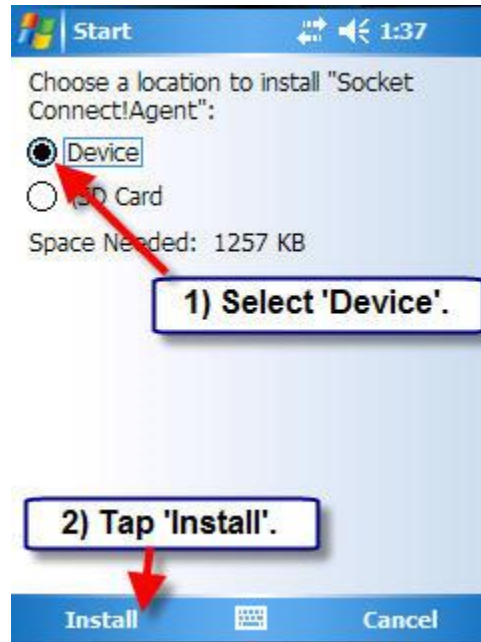 Start 1:37
Choose a location to install "Socket
Connect!Agent":
Device
\SD Card
Space Needed: 1257 KB
1) Select 'Device'.
2) Tap 'Install'.
Install Cancel